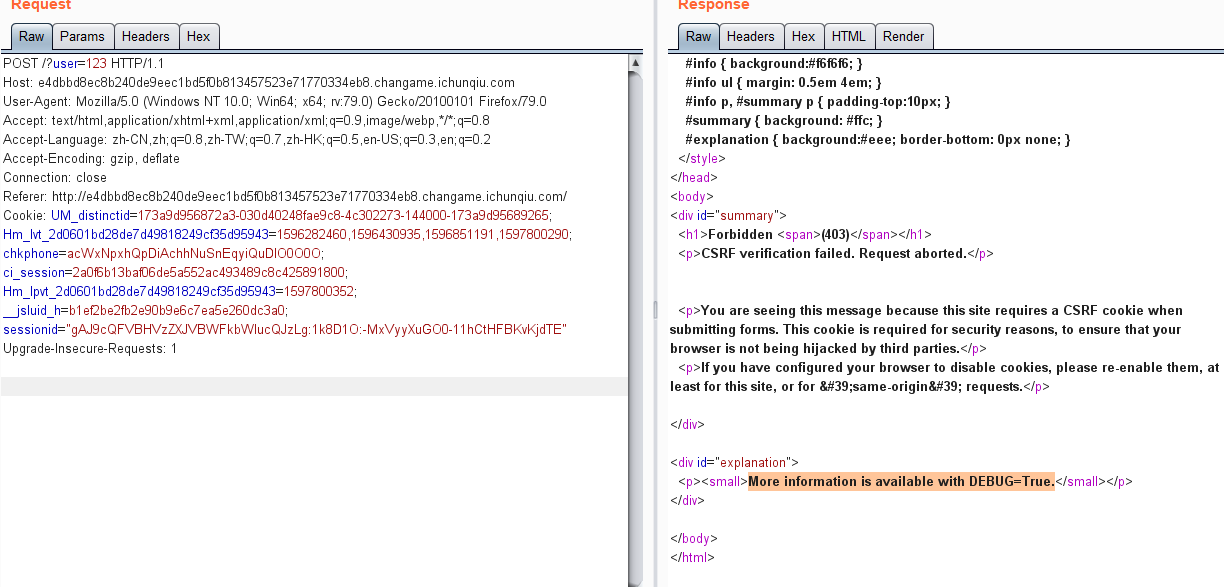 Request
Raw Params Headers Hex
POST /?user=123 HTTP/1.1
Host: e4dbbd8ec8b240de9eec1bd5f0b813457523e71770334eb8.changame.ichunqiu.com
User-Agent: Mozilla/5.0 (Windows NT 10.0; Win64; x64; rv:79.0) Gecko/20100101 Firefox/79.0
Accept: text/html,application/xhtml+xml,application/xml;q=0.9,image/webp,*/*;q=0.8
Accept-Language: zh-CN,zh;q=0.8,zh-TW;q=0.7,zh-HK;q=0.5,en-US;q=0.3,en;q=0.2
Accept-Encoding: gzip, deflate
Connection: close
Referer: http://e4dbbd8ec8b240de9eec1bd5f0b813457523e71770334eb8.changame.ichunqiu.com/
Cookie: UM_distinctid=173a9d956872a3-030d40248fae9c8-4c302273-144000-173a9d95689265;
Hm_lvt_2d0601bd28de7d49818249cf35d95943=1596282460,1596430935,1596851191,1597800290;
chkphone=acWxNpxhQpDiAchhNuSnEqyiQuDIO0O0O;
ci_session=2a0f6b13baf06de5a552ac493489c8c425891800;
Hm_lpvt_2d0601bd28de7d49818249cf35d95943=1597800352;
__jsluid_h=b1ef2be2fb2e90b9e6c7ea5e260dc3a0;
sessionid="gAJ9cQFVBHVzZXJVBWFkbWlucQJzLg:1k8D1O:-MxVyyXuGO0-11hCtHFBKvKjdTE"
Upgrade-Insecure-Requests: 1
Response
Raw Headers Hex HTML Render
#info { background:#f6f6f6; }
#info ul { margin: 0.5em 4em; }
#info p, #summary p { padding-top:10px; }
#summary { background: #ffc; }
#explanation { background:#eee; border-bottom: 0px none; }
</style>
</head>
<body>
<div id="summary">
<h1>Forbidden <span>(403)</span></h1>
<p>CSRF verification failed. Request aborted.</p>
<p>You are seeing this message because this site requires a CSRF cookie when
submitting forms. This cookie is required for security reasons, to ensure that your
browser is not being hijacked by third parties.</p>
<p>If you have configured your browser to disable cookies, please re-enable them, at
least for this site, or for &#39;same-origin&#39; requests.</p>
</div>
<div id="explanation">
<p><small>More information is available with DEBUG=True.</small></p>
</div>
</body>
</html>